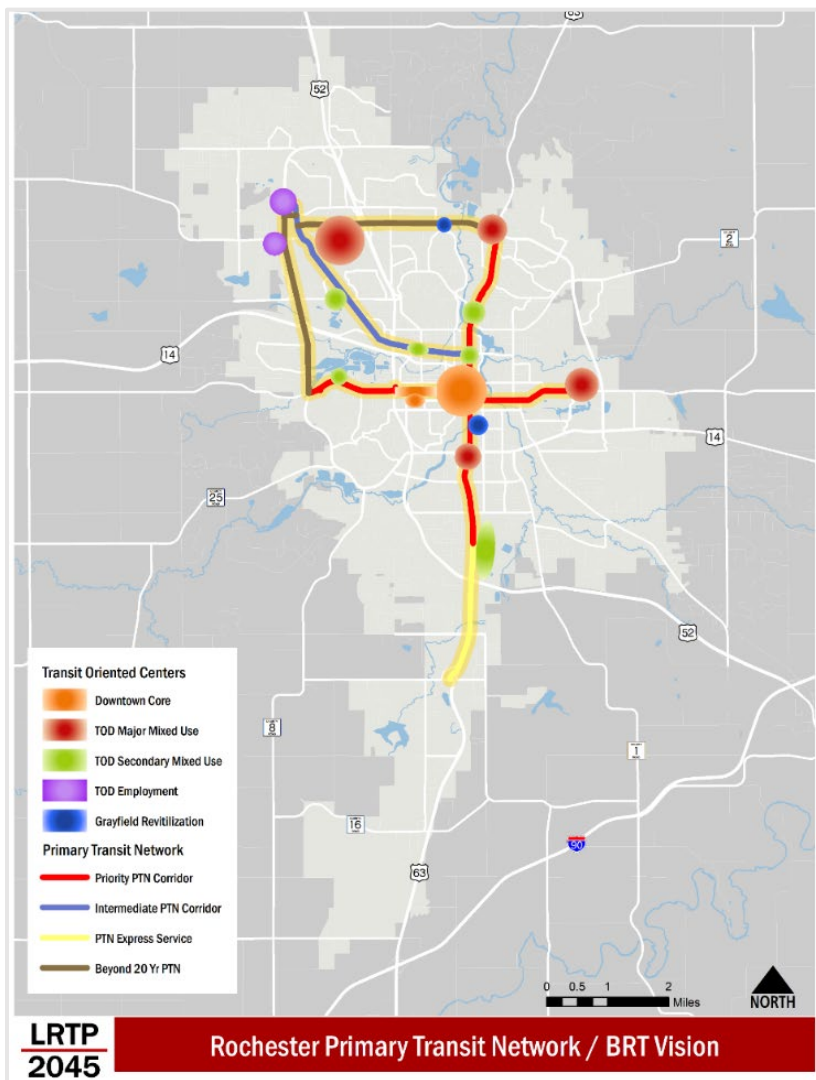 63
52
2
14
14
25
52
8
1
16
90
63
Transit Oriented Centers
Downtown Core
TOD Major Mixed Use
TOD Secondary Mixed Use
TOD Employment
Grayfield Revitilization
Primary Transit Network
Priority PTN Corridor
Intermediate PTN Corridor
PTN Express Service
Beyond 20 Yr PTN
0 0.5 1 2
Miles
NORTH
LRTP
2045
Rochester Primary Transit Network / BRT Vision